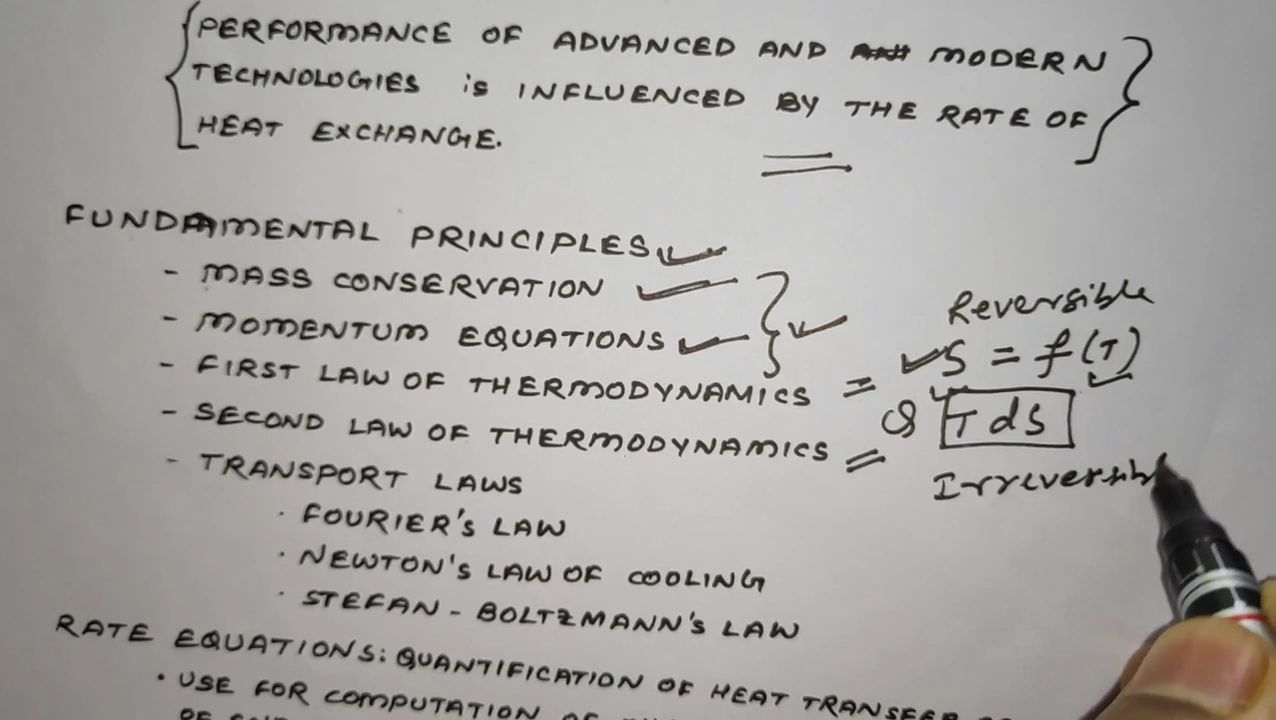 PERFORMANCE OF ADVANCED AND MODERN
TECHNOLOGIES is INFLUENCED BY THE RATE OF
HEAT EXCHANGE.
FUNDAMENTAL PRINCIPLES
- MASS CONSERVATION
- MOMENTUM EQUATIONS
- FIRST LAW OF THERMODYNAMICS =
- SECOND LAW OF THERMODYNAMICS =
- TRANSPORT LAWS
· FOURIER'S LAW
· NEWTON'S LAW OF COOLING
· STEFAN - BOLTZMANN'S LAW
Reversible
S = f(T)
T dS
RATE EQUATIONS: QUANTIFICATION OF HEAT TRANSFER
· USE FOR COMPUTATION OF